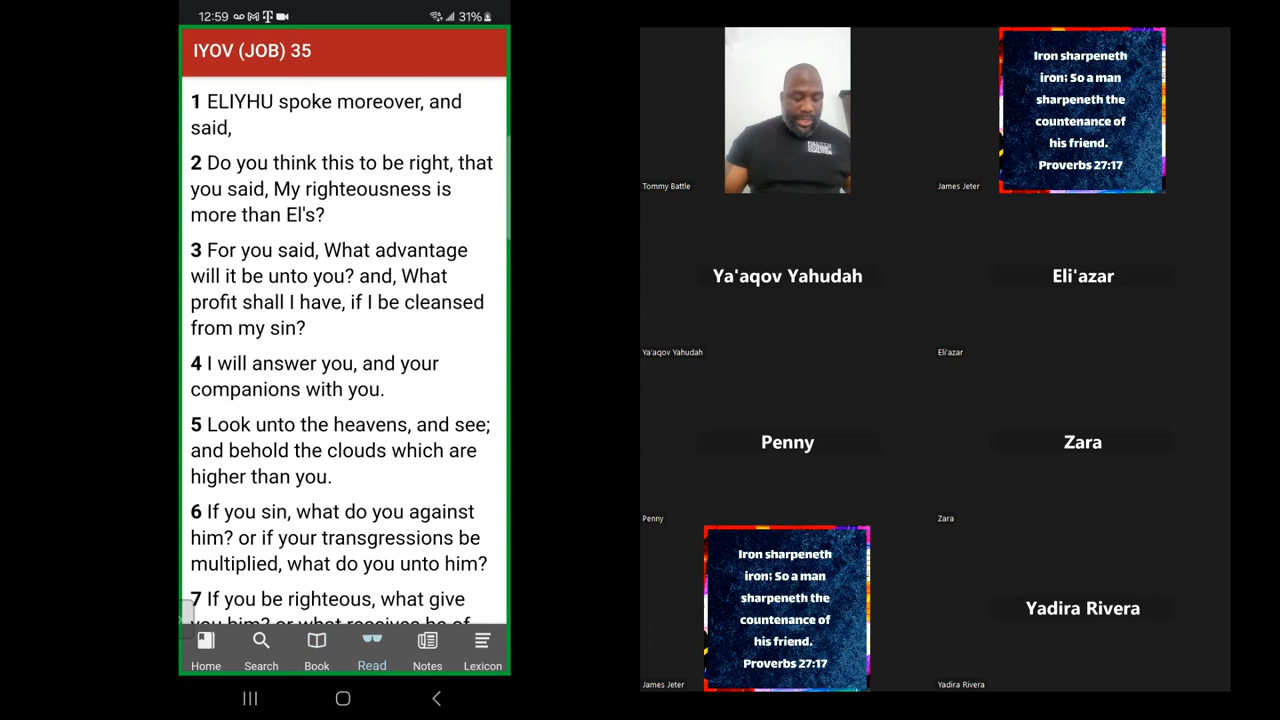 12:59
31%
IYOV (JOB) 35
1 ELIYHU spoke moreover, and
said,
2 Do you think this to be right, that
you said, My righteousness is
more than El's?
3 For you said, What advantage
will it be unto you? and, What
profit shall I have, if I be cleansed
from my sin?
4 I will answer you, and your
companions with you.
5 Look unto the heavens, and see;
and behold the clouds which are
higher than you.
6 If you sin, what do you against
him? or if your transgressions be
multiplied, what do you unto him?
7 If you be righteous, what give
you him? or what receives he of
Home Search Book Read Notes Lexicon
Tommy Battle
Iron sharpeneth
iron; So a man
sharpeneth the
countenance of
his friend.
Proverbs 27:17
James Jeter
Ya'aqov Yahudah
Ya'aqov Yahudah
Eli'azar
Eli'azar
Penny
Penny
Zara
Zara
Iron sharpeneth
iron; So a man
sharpeneth the
countenance of
his friend.
Proverbs 27:17
James Jeter
Yadira Rivera
Yadira Rivera